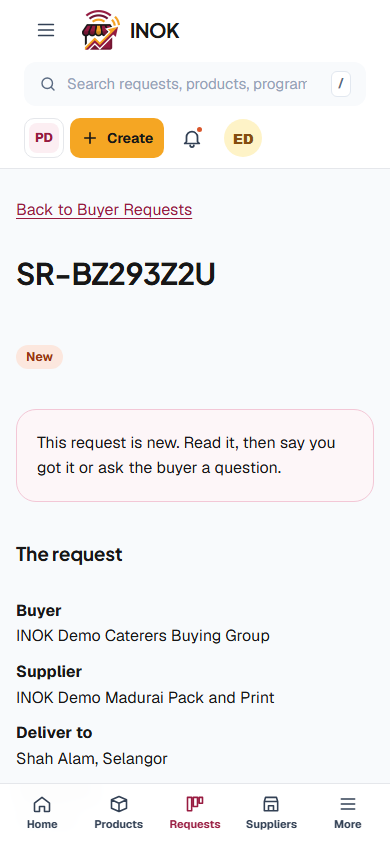 INOK
Search requests, products, program
/
PD
Create
ED
Back to Buyer Requests
SR-BZ293Z2U
New
This request is new. Read it, then say you
got it or ask the buyer a question.
The request
Buyer
INOK Demo Caterers Buying Group
Supplier
INOK Demo Madurai Pack and Print
Deliver to
Shah Alam, Selangor
Home
Products
Requests
Suppliers
More